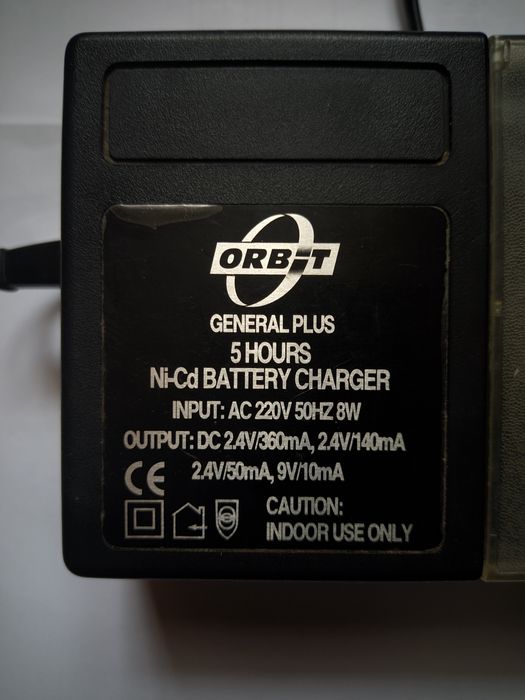 ORBIT
GENERAL PLUS
5 HOURS
Ni-Cd BATTERY CHARGER
INPUT: AC 220V 50HZ 8W
OUTPUT: DC 2.4V/360mA, 2.4V/140mA
2.4V/50mA, 9V/10mA
CE
CAUTION:
INDOOR USE ONLY